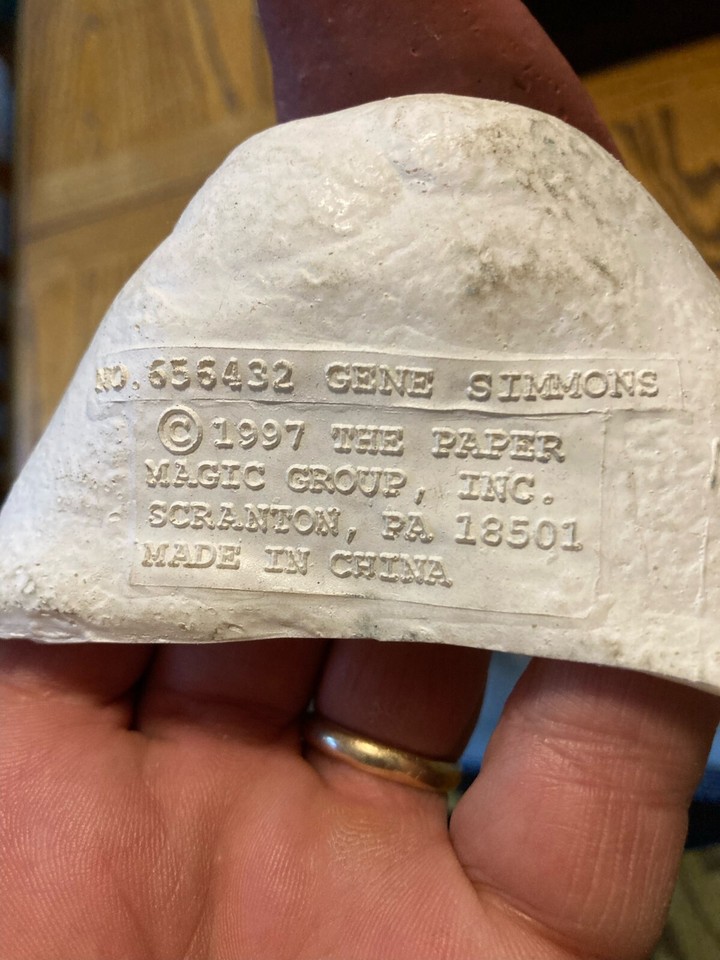 NO. 656432 GENE SIMMONS
© 1997 THE PAPER
MAGIC GROUP, INC.
SCRANTON, PA 18501
MADE IN CHINA